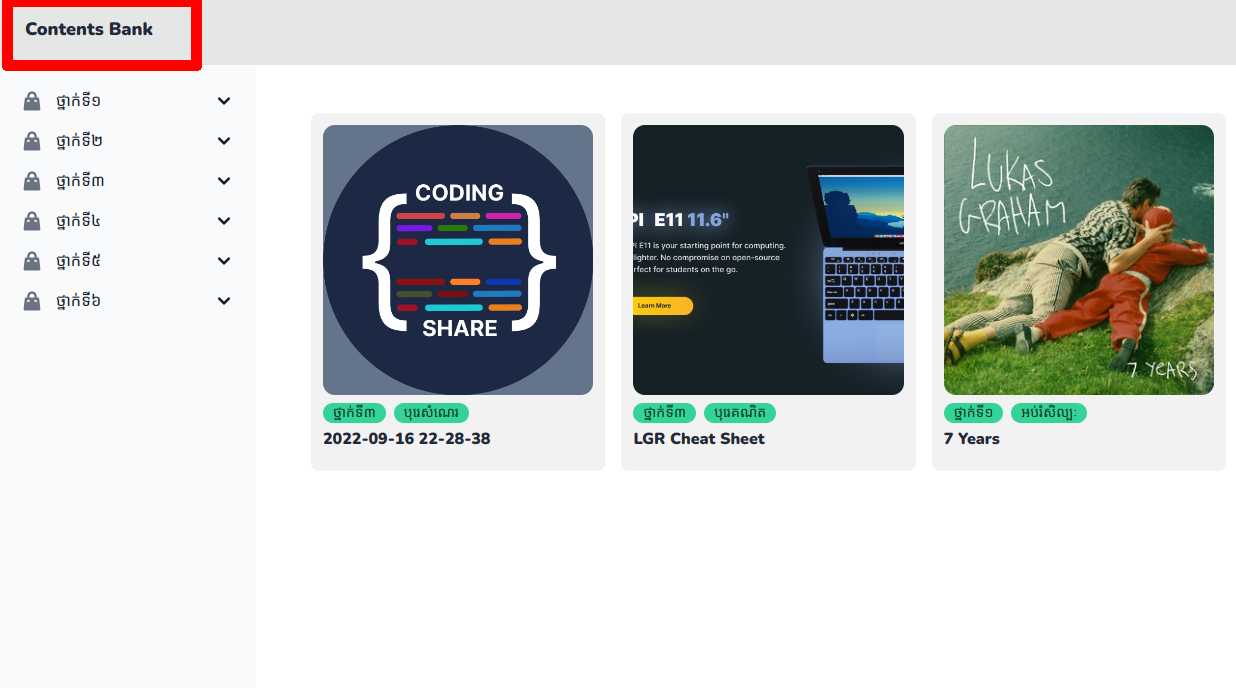 Contents Bank
ថ្នាក់ទី១
ថ្នាក់ទី២
ថ្នាក់ទី៣
ថ្នាក់ទី៤
ថ្នាក់ទី៥
ថ្នាក់ទី៦
CODING
SHARE
ថ្នាក់ទី៣ បុរេសំណេរ
2022-09-16 22-28-38
PI E11 11.6"
PI E11 is your starting point for computing.
lighter. No compromise on open-source
rfect for students on the go.
Learn More
ថ្នាក់ទី៣ បុរេគណិត
LGR Cheat Sheet
LUKAS
GRAHAM
7 YEARS
ថ្នាក់ទី១ អប់រំសិល្បៈ
7 Years